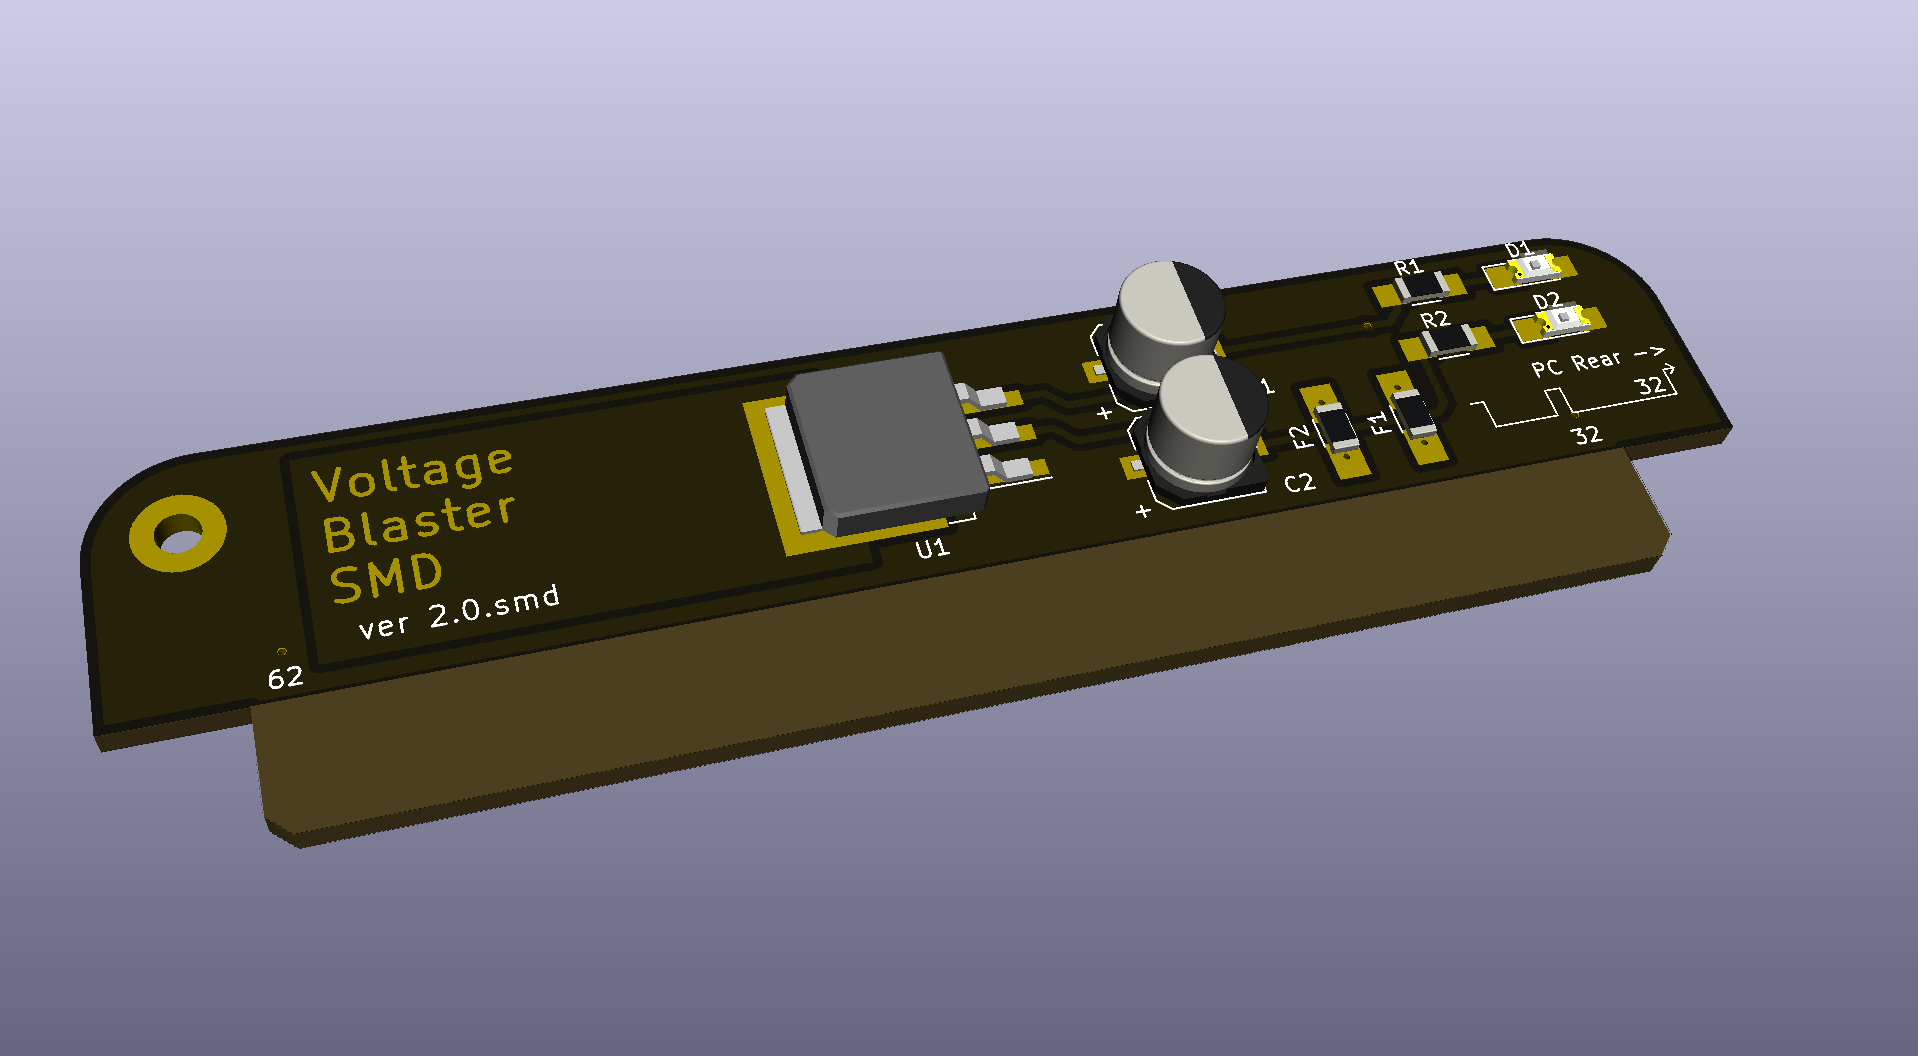 Voltage
Blaster
SMD
ver 2.0.smd
62
U1
+
+
C2
F2
F1
R1
D1
R2
D2
PC Rear ->
32
32